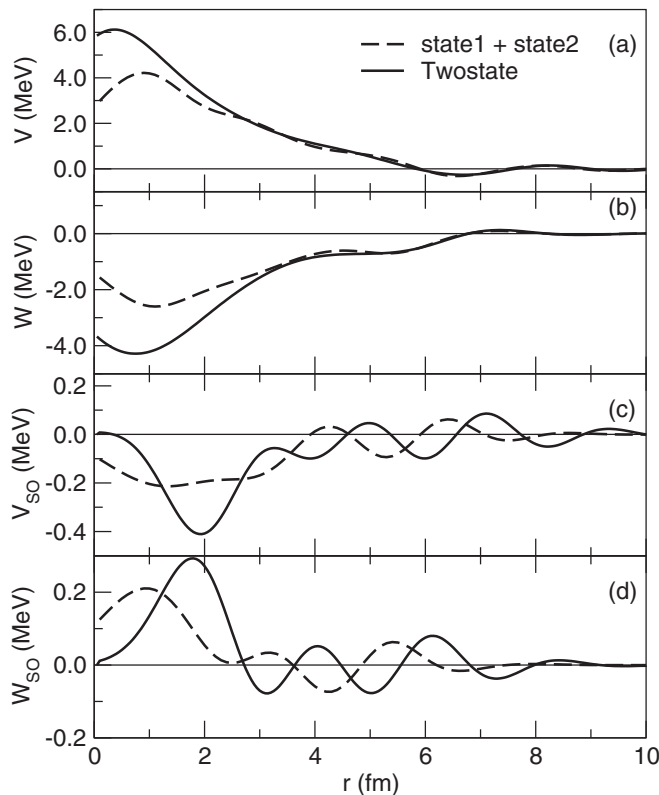 6.0
4.0
2.0
0.0
V (MeV)
state1 + state2
Twostate
(a)
0.0
-2.0
-4.0
W (MeV)
(b)
0.2
0.0
-0.2
-0.4
V_SO (MeV)
(c)
0.2
0.0
-0.2
W_SO (MeV)
(d)
0 2 4 6 8 10
r (fm)